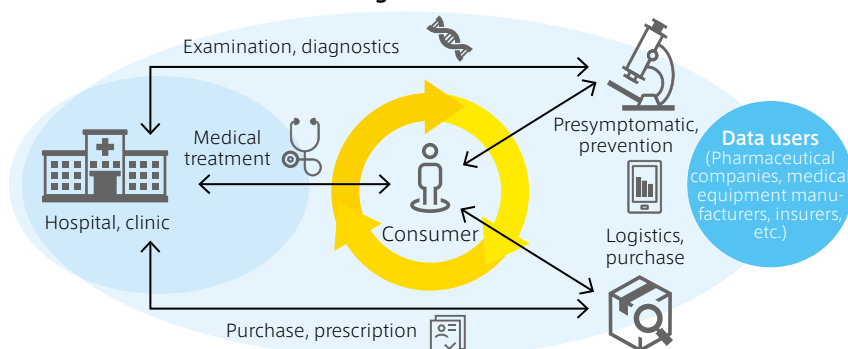 Examination, diagnostics
Medical
treatment
Hospital, clinic
Consumer
Presymptomatic,
prevention
Data users
(Pharmaceutical
companies, medical
equipment manu-
facturers, insurers,
etc.)
Logistics,
purchase
Purchase, prescription